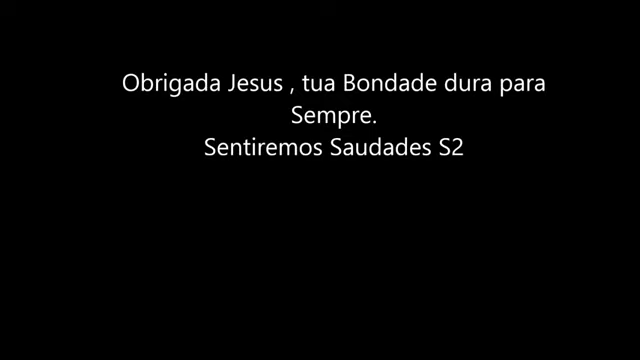 Obrigada Jesus , tua Bondade dura para
Sempre.
Sentiremos Saudades S2